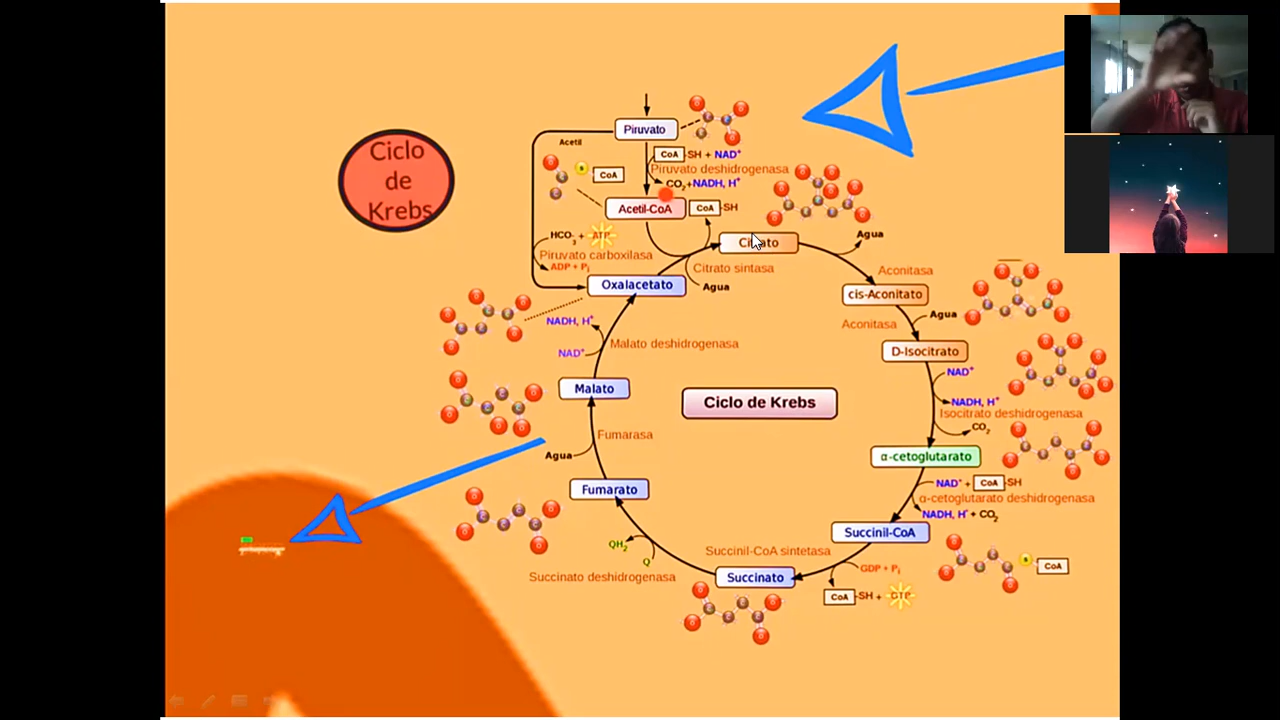 Ciclo
de
Krebs
Piruvato
Acetil
CoA -SH + NAD⁺
Piruvato deshidrogenasa
CO₂+NADH, H⁺
S CoA
Acetil-CoA
CoA -SH
HCO₃⁻ + ATP
Piruvato carboxilasa
ADP + Pᵢ
Citrato
Agua
Citrato sintasa
Agua
Oxalacetato
Aconitasa
cis-Aconitato
Agua
Aconitasa
D-Isocitrato
NADH, H⁺
NAD⁺
Malato deshidrogenasa
NAD⁺
NADH, H⁺
Isocitrato deshidrogenasa
CO₂
Malato
Ciclo de Krebs
Fumarasa
Agua
α-cetoglutarato
NAD⁺ + CoA -SH
α-cetoglutarato deshidrogenasa
NADH, H⁺ + CO₂
Fumarato
Succinil-CoA
QH₂
Q
Succinil-CoA sintetasa
GDP + Pᵢ
S CoA
Succinato deshidrogenasa
Succinato
CoA -SH + GTP